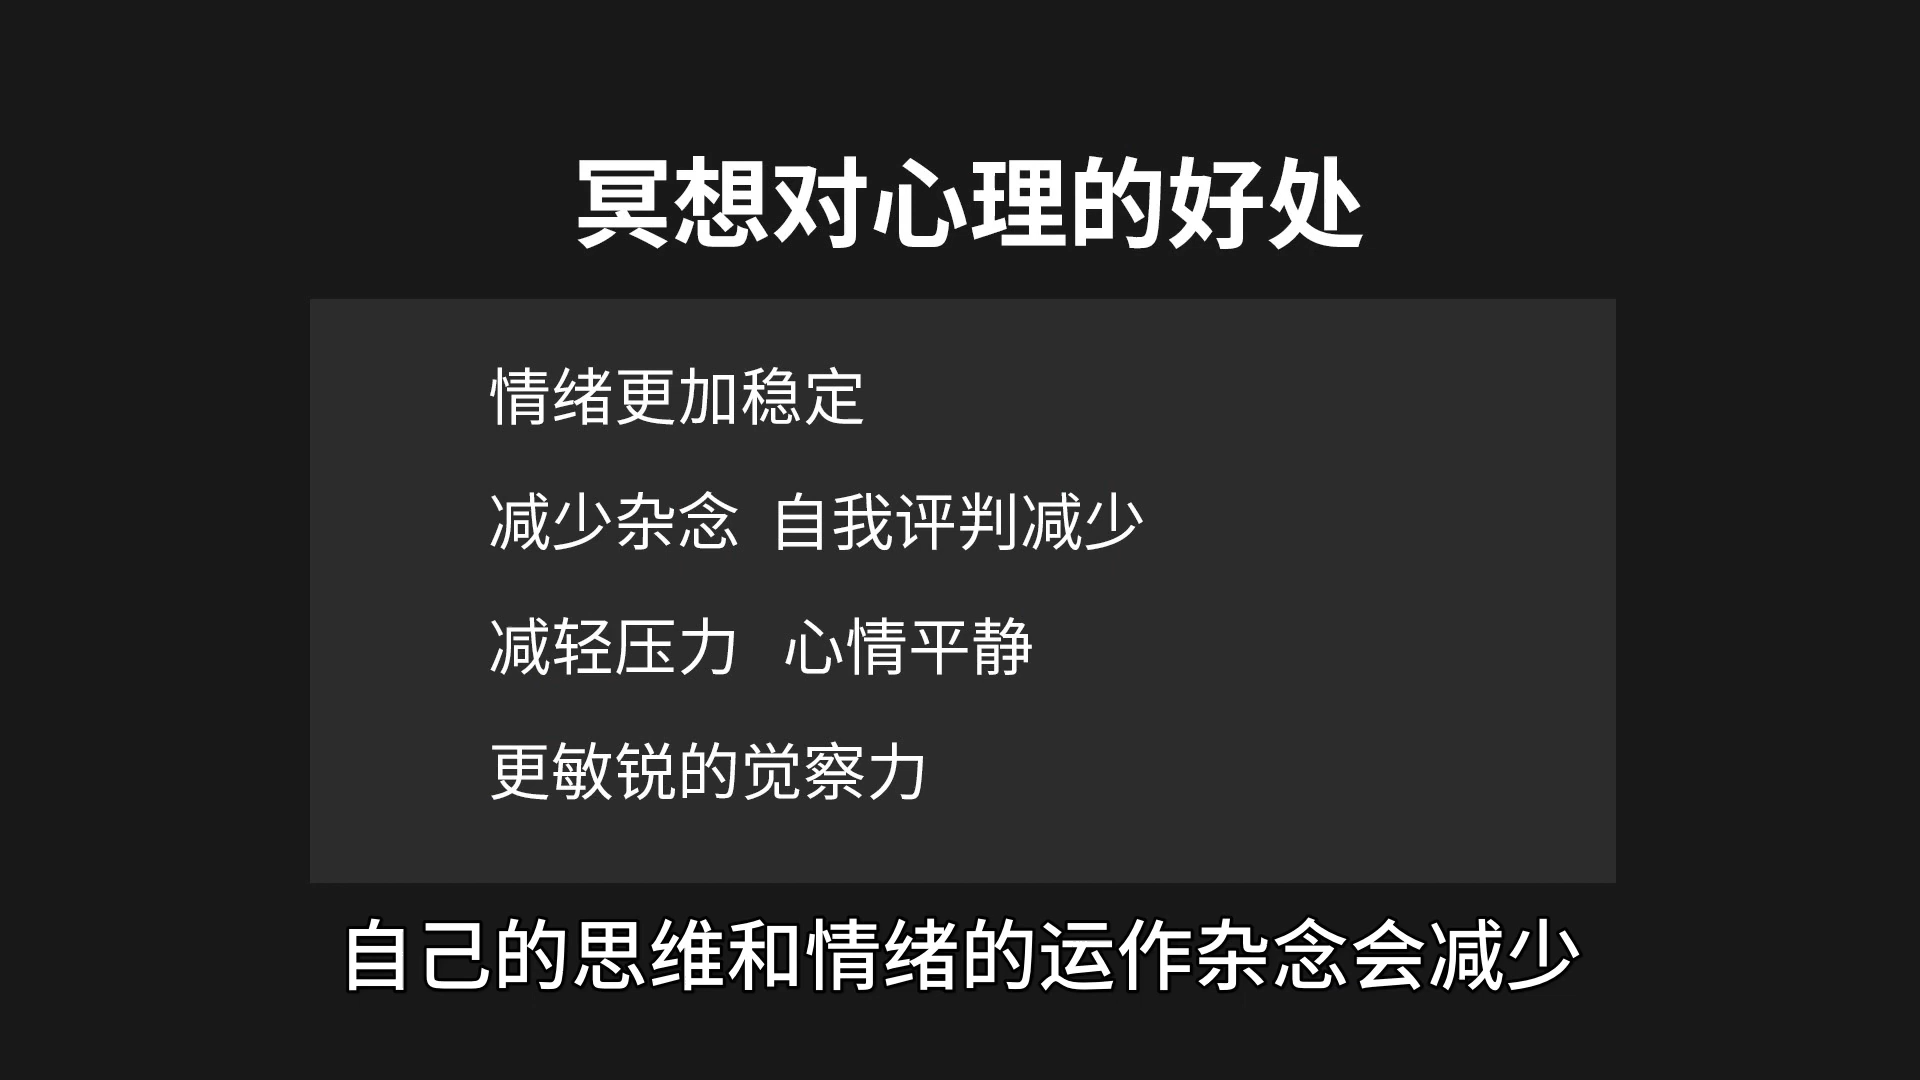 冥想对心理的好处
情绪更加稳定
减少杂念 自我评判减少
减轻压力 心情平静
更敏锐的觉察力
自己的思维和情绪的运作杂念会减少